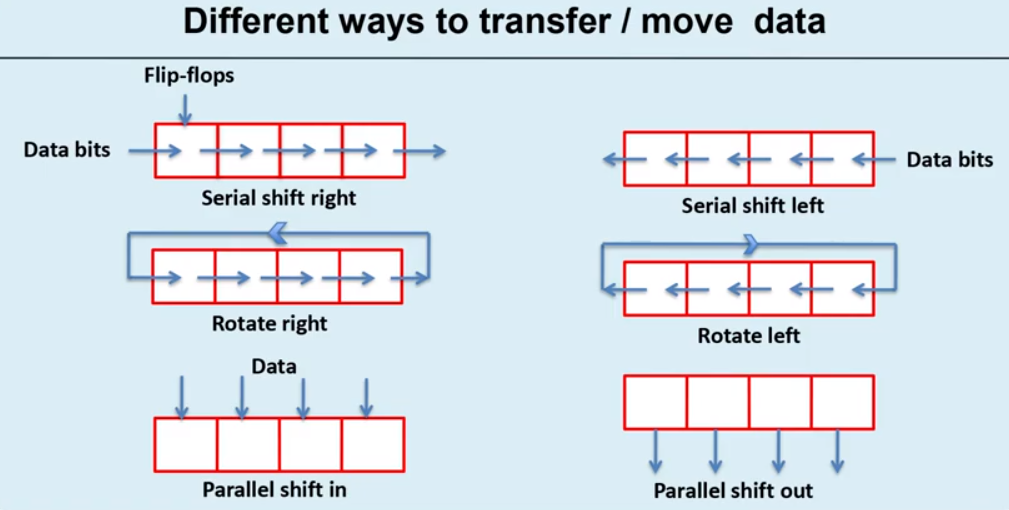 Different ways to transfer / move data
Flip-flops
Data bits
Serial shift right
Data bits
Serial shift left
Rotate right
Rotate left
Data
Parallel shift in
Parallel shift out